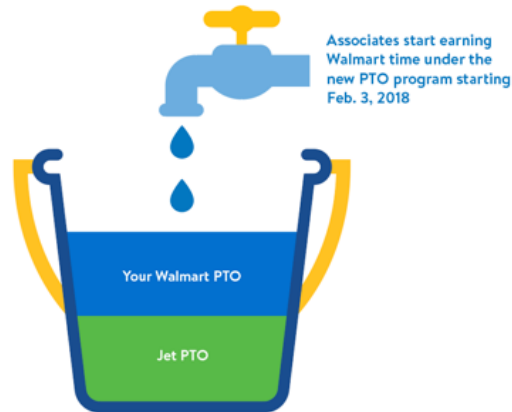 Associates start earning
Walmart time under the
new PTO program starting
Feb. 3, 2018
Your Walmart PTO
Jet PTO